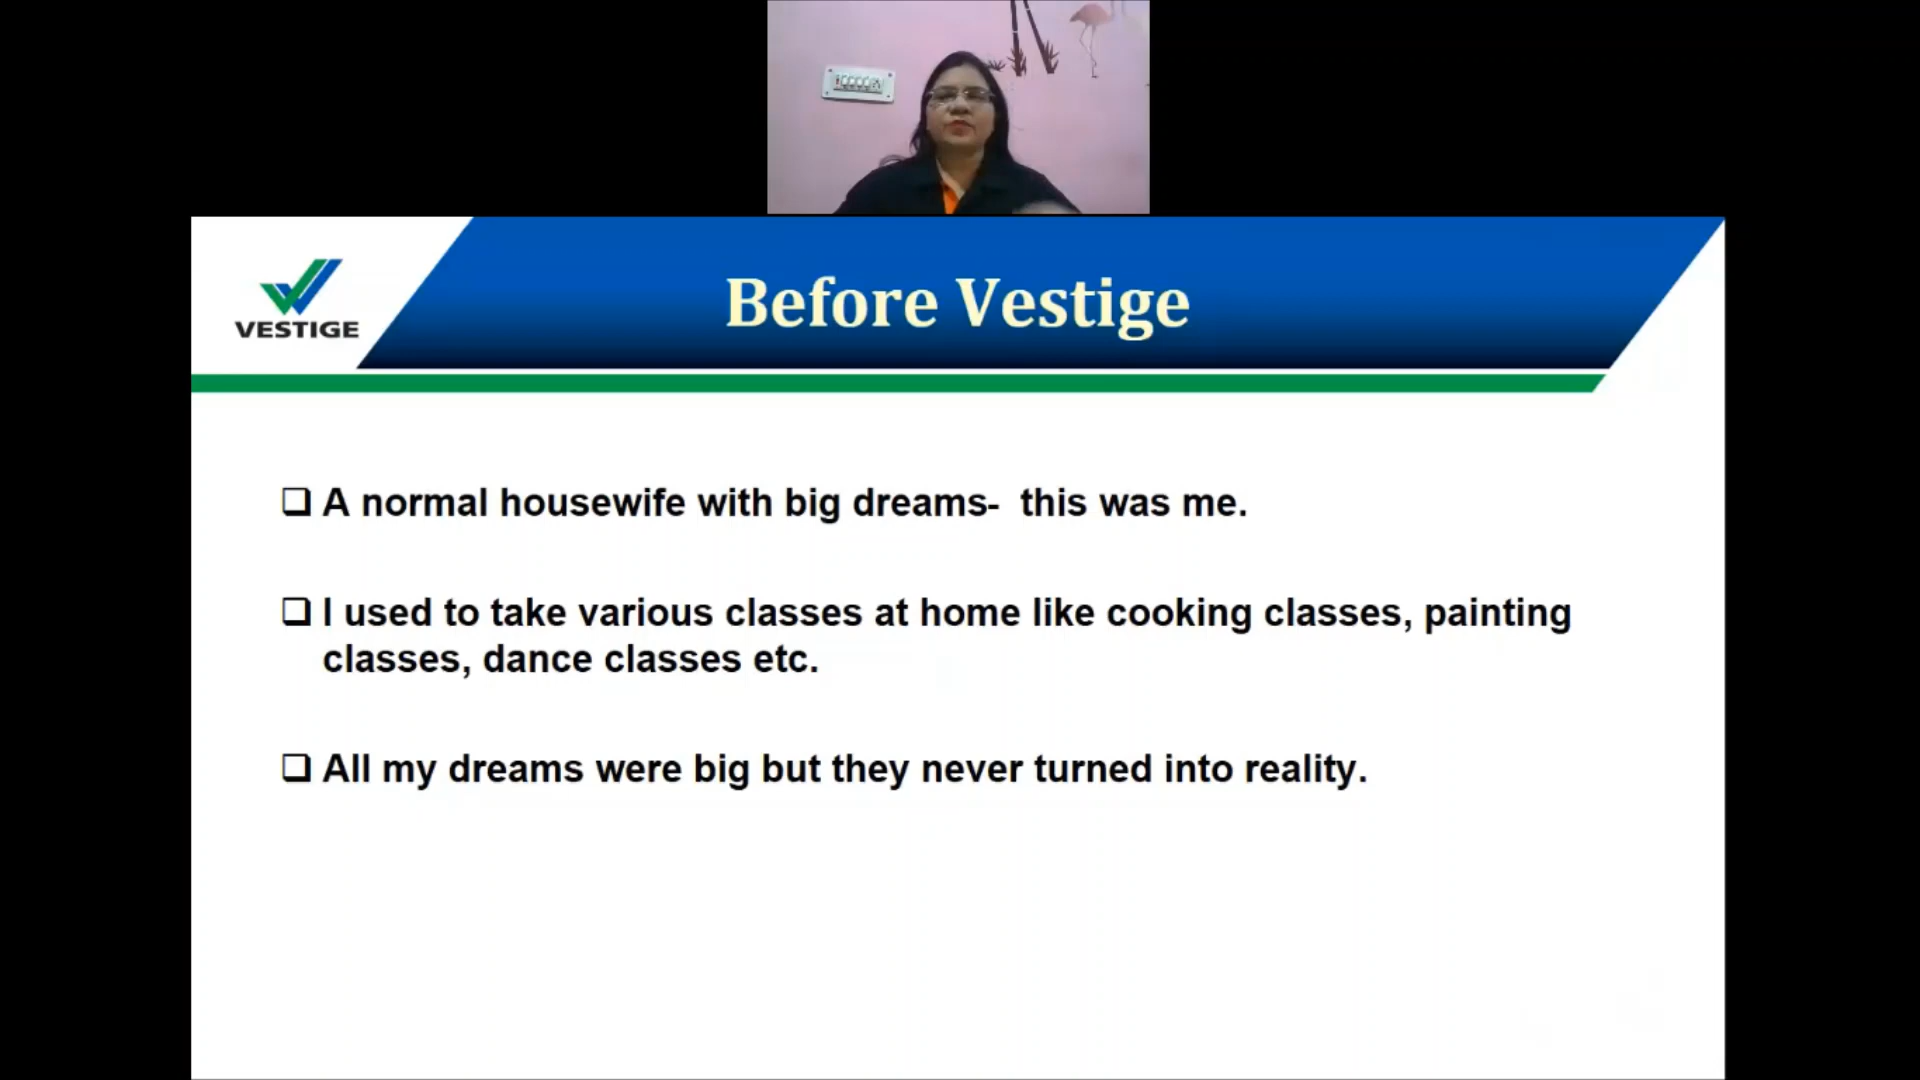 VESTIGE
Before Vestige
A normal housewife with big dreams-  this was me.
I used to take various classes at home like cooking classes, painting
classes, dance classes etc.
All my dreams were big but they never turned into reality.